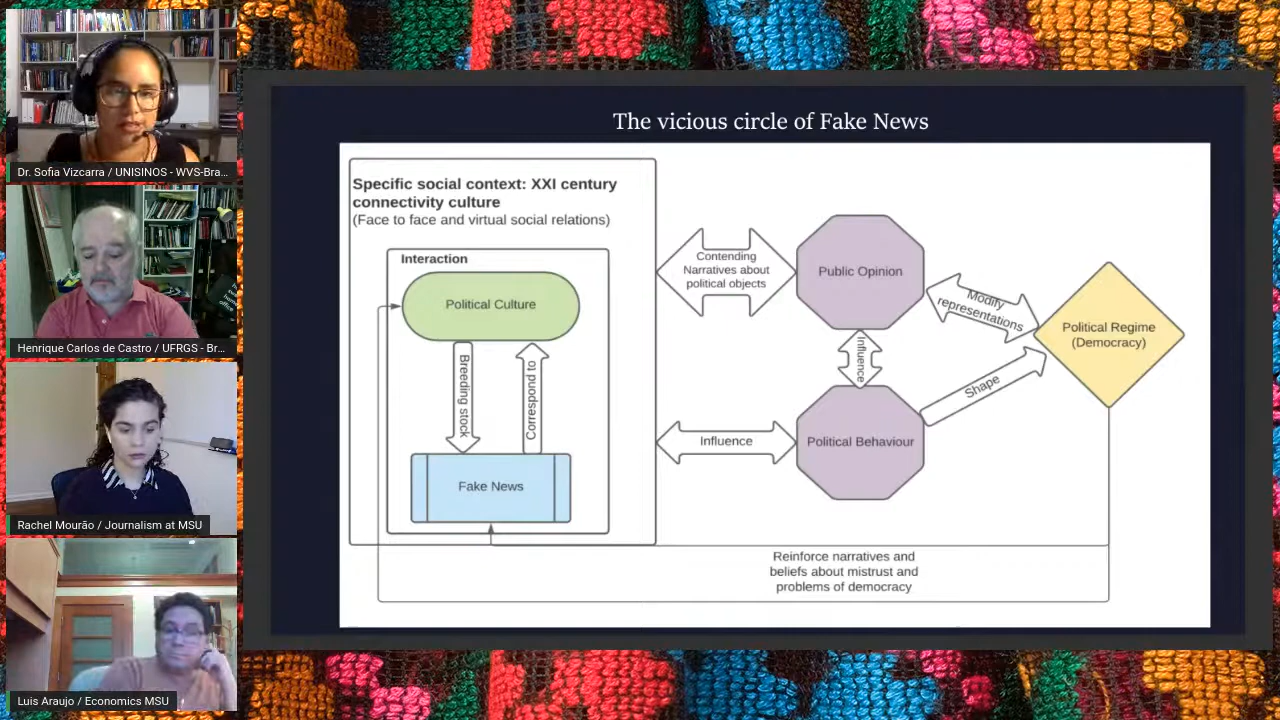 Dr. Sofia Vizcarra / UNISINOS - WVS-Bra...
Henrique Carlos de Castro / UFRGS - Br...
Rachel Mourão / Journalism at MSU
Luis Araujo / Economics MSU
The vicious circle of Fake News
Specific social context: XXI century
connectivity culture
(Face to face and virtual social relations)
Interaction
Political Culture
Breeding stock
Correspond to
Fake News
Contending
Narratives about
political objects
Influence
Public Opinion
Influence
Political Behaviour
Modify
representations
Shape
Political Regime
(Democracy)
Reinforce narratives and
beliefs about mistrust and
problems of democracy